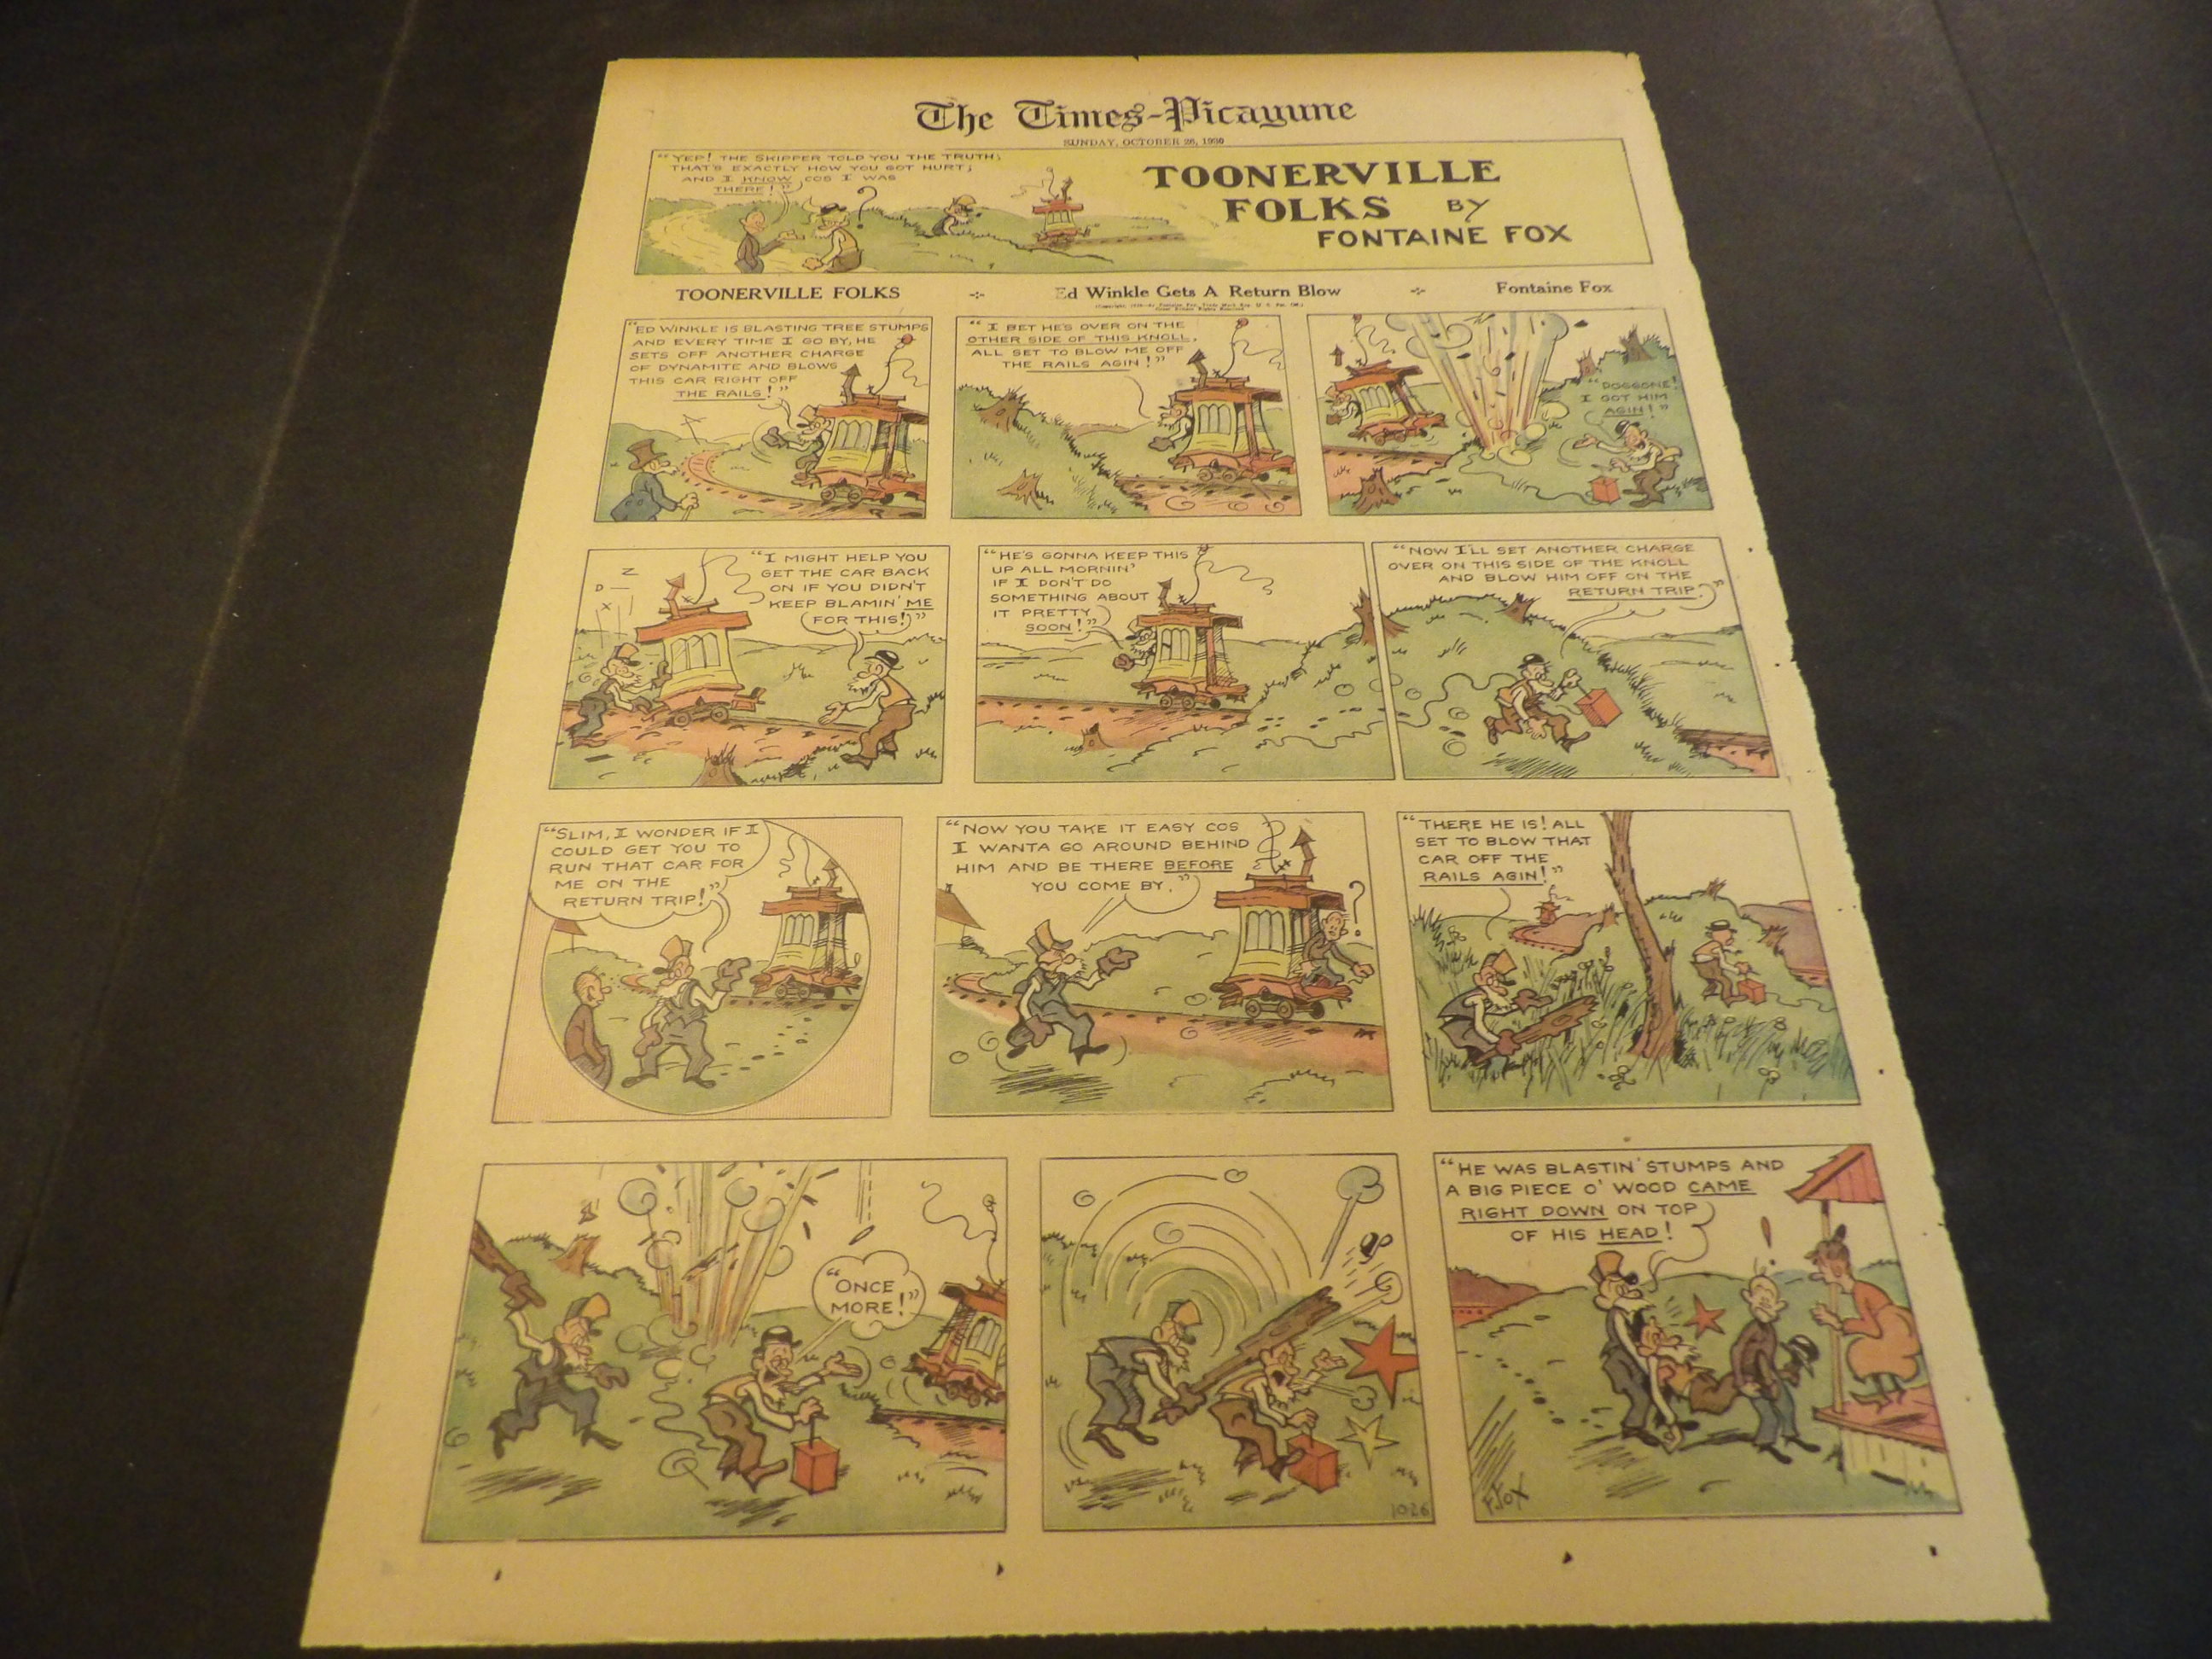 The Times-Picayune
SUNDAY, OCTOBER 26, 1930
"YEP! THE SKIPPER TOLD YOU THE TRUTH;
THAT'S EXACTLY HOW YOU GOT HURT;
AND I KNOW COS I WAS
THERE!"
?
TOONERVILLE
FOLKS BY
FONTAINE FOX
TOONERVILLE FOLKS Ed Winkle Gets A Return Blow Fontaine Fox
"ED WINKLE IS BLASTING TREE STUMPS
AND EVERY TIME I GO BY, HE
SETS OFF ANOTHER CHARGE
OF DYNAMITE AND BLOWS
THIS CAR RIGHT OFF
THE RAILS!"
"I BET HE'S OVER ON THE
OTHER SIDE OF THIS KNOLL,
ALL SET TO BLOW ME OFF
THE RAILS AGIN!"
"DOGGONE!
I GOT HIM
AGIN!"
Z
D
X
"I MIGHT HELP YOU
GET THE CAR BACK
ON IF YOU DIDN'T
KEEP BLAMIN' ME
FOR THIS!"
"HE'S GONNA KEEP THIS
UP ALL MORNIN'
IF I DON'T DO
SOMETHING ABOUT
IT PRETTY
SOON!"
"NOW I'LL SET ANOTHER CHARGE
OVER ON THIS SIDE OF THE KNOLL
AND BLOW HIM OFF ON THE
RETURN TRIP."
"SLIM, I WONDER IF I
COULD GET YOU TO
RUN THAT CAR FOR
ME ON THE
RETURN TRIP!"
"NOW YOU TAKE IT EASY COS
I WANTA GO AROUND BEHIND
HIM AND BE THERE BEFORE
YOU COME BY."
?
"THERE HE IS! ALL
SET TO BLOW THAT
CAR OFF THE
RAILS AGIN!"
"ONCE
MORE!"
1026
"HE WAS BLASTIN' STUMPS AND
A BIG PIECE O' WOOD CAME
RIGHT DOWN ON TOP
OF HIS HEAD!
!
F. FOX